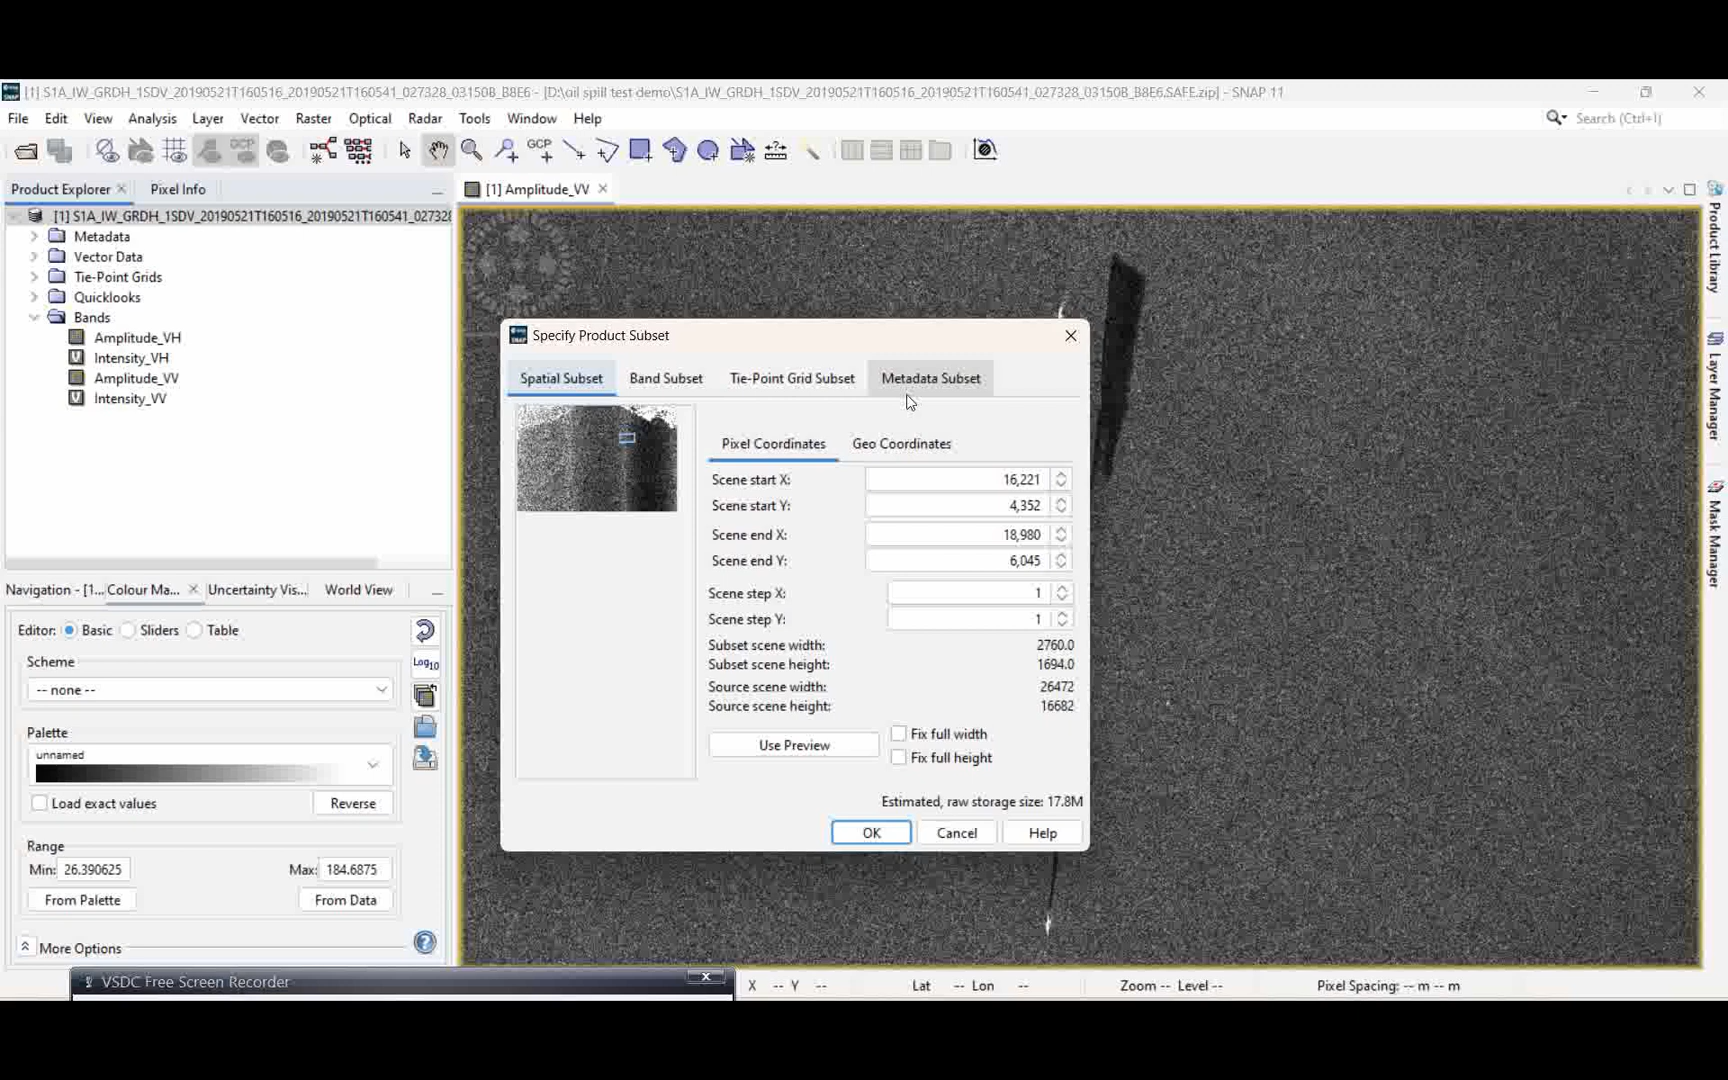 [1] S1A_IW_GRDH_1SDV_20190521T160516_20190521T160541_027328_03150B_B8E6 - [D:\oil spill test demo\S1A_IW_GRDH_1SDV_20190521T160516_20190521T160541_027328_03150B_B8E6.SAFE.zip] - SNAP 11
File Edit View Analysis Layer Vector Raster Optical Radar Tools Window Help
Search (Ctrl+I)
GCP GCP
Product Explorer Pixel Info
[1] Amplitude_VV
[1] S1A_IW_GRDH_1SDV_20190521T160516_20190521T160541_027328
Metadata
Vector Data
Tie-Point Grids
Quicklooks
Bands
Amplitude_VH
Intensity_VH
Amplitude_VV
Intensity_VV
Specify Product Subset
Spatial Subset Band Subset Tie-Point Grid Subset Metadata Subset
Pixel Coordinates Geo Coordinates
Scene start X: 16,221
Scene start Y: 4,352
Scene end X: 18,980
Scene end Y: 6,045
Scene step X: 1
Scene step Y: 1
Subset scene width: 2760.0
Subset scene height: 1694.0
Source scene width: 26472
Source scene height: 16682
Use Preview
Fix full width
Fix full height
Estimated, raw storage size: 17.8M
OK Cancel Help
Navigation - [1... Colour Ma... Uncertainty Vis... World View
Editor: Basic Sliders Table
Log10
Scheme
-- none --
Palette
unnamed
Load exact values Reverse
Range
Min: 26.390625 Max: 184.6875
From Palette From Data
More Options
Product Library
Layer Manager
Mask Manager
VSDC Free Screen Recorder
X -- Y -- Lat -- Lon -- Zoom -- Level -- Pixel Spacing: -- m -- m